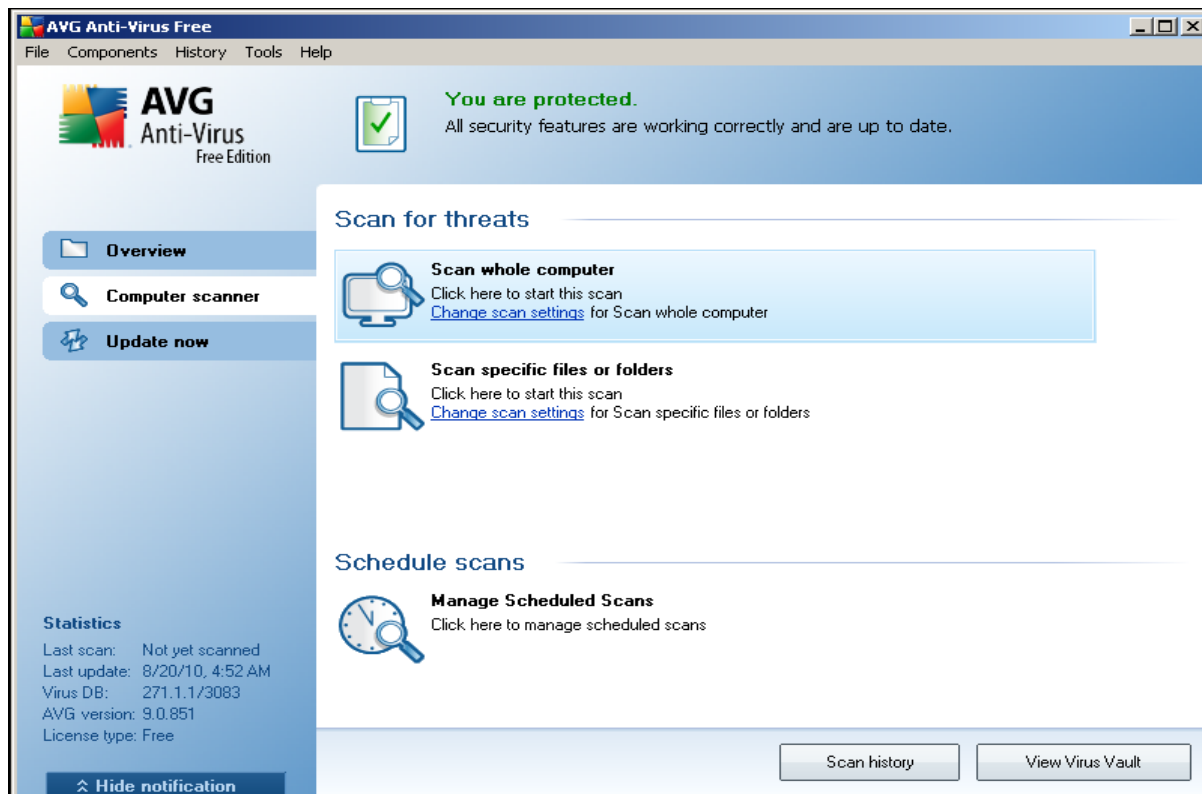 AVG Anti-Virus Free
File Components History Tools Help
AVG
Anti-Virus
Free Edition
You are protected.
All security features are working correctly and are up to date.
Overview
Computer scanner
Update now
Scan for threats
Scan whole computer
Click here to start this scan
Change scan settings for Scan whole computer
Scan specific files or folders
Click here to start this scan
Change scan settings for Scan specific files or folders
Schedule scans
Manage Scheduled Scans
Click here to manage scheduled scans
Statistics
Last scan: Not yet scanned
Last update: 8/20/10, 4:52 AM
Virus DB: 271.1.1/3083
AVG version: 9.0.851
License type: Free
Hide notification
Scan history
View Virus Vault